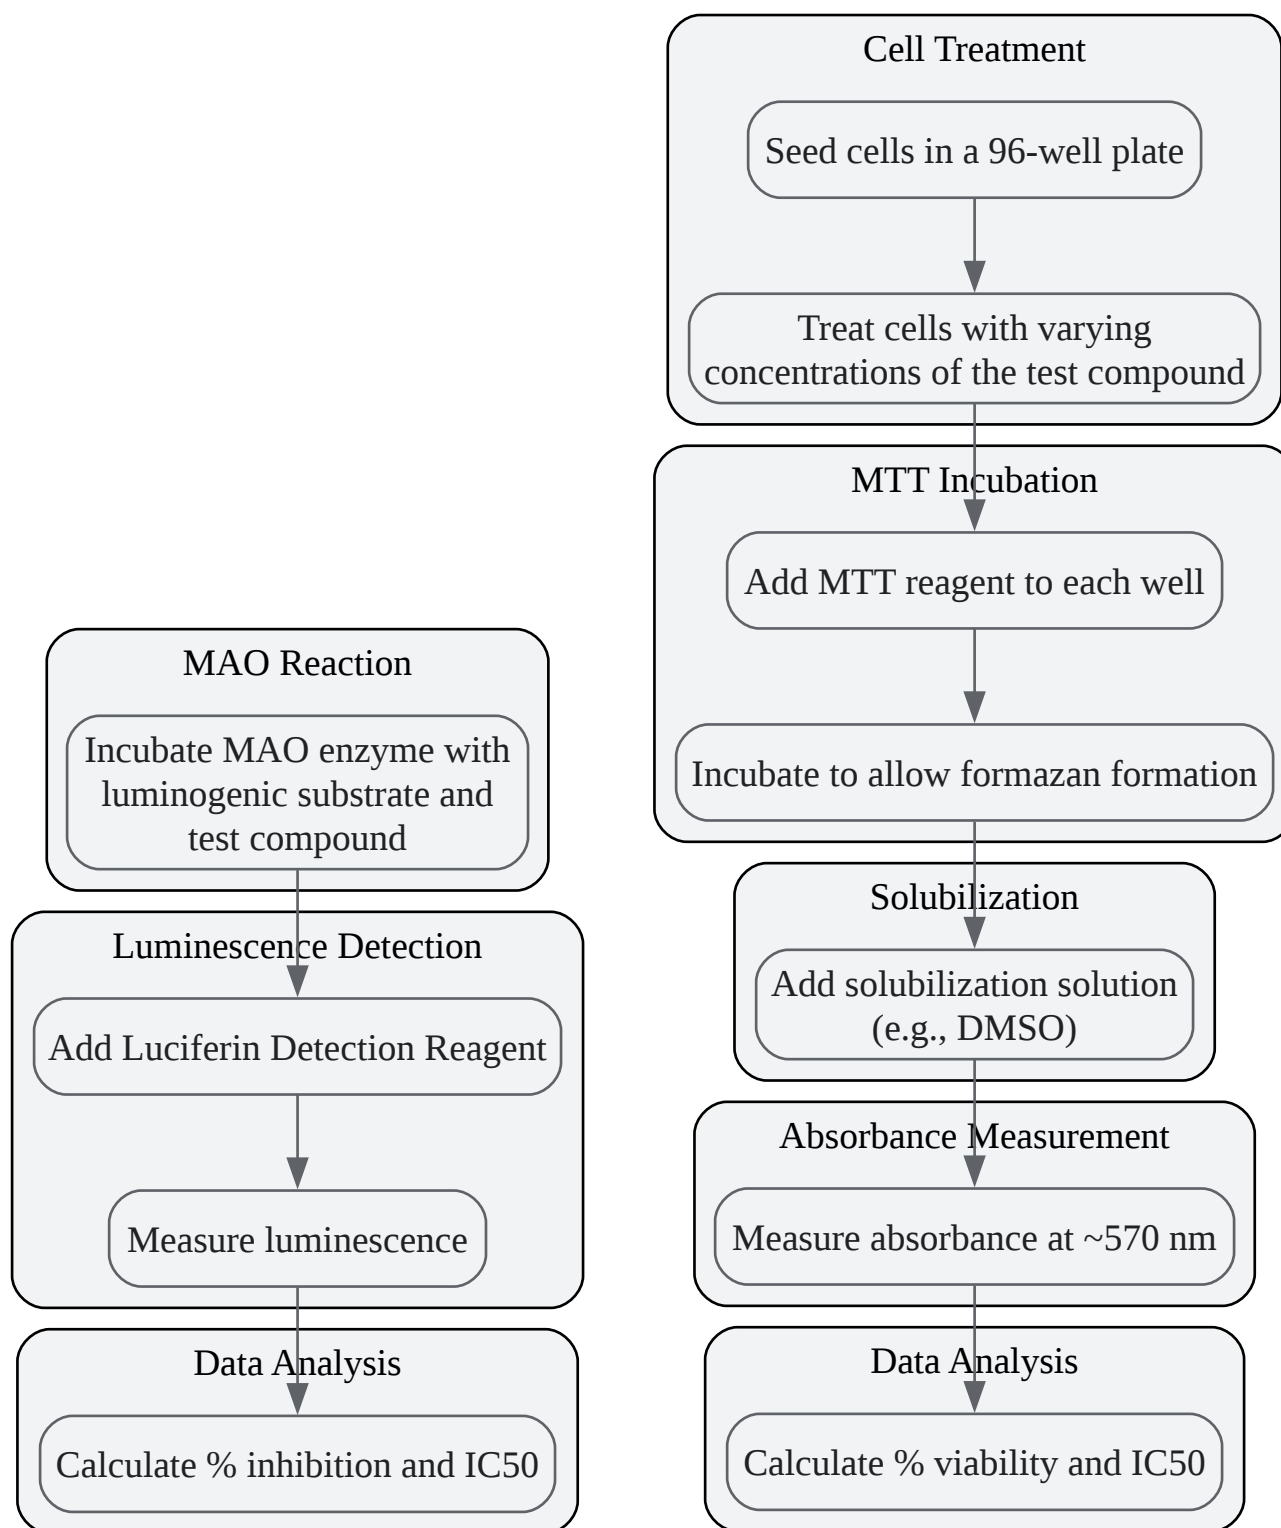 MAO Reaction
Incubate MAO enzyme with
luminogenic substrate and
test compound
Luminescence Detection
Add Luciferin Detection Reagent
Measure luminescence
Data Analysis
Calculate % inhibition and IC50
Cell Treatment
Seed cells in a 96-well plate
Treat cells with varying
concentrations of the test compound
MTT Incubation
Add MTT reagent to each well
Incubate to allow formazan formation
Solubilization
Add solubilization solution
(e.g., DMSO)
Absorbance Measurement
Measure absorbance at ~570 nm
Data Analysis
Calculate % viability and IC50